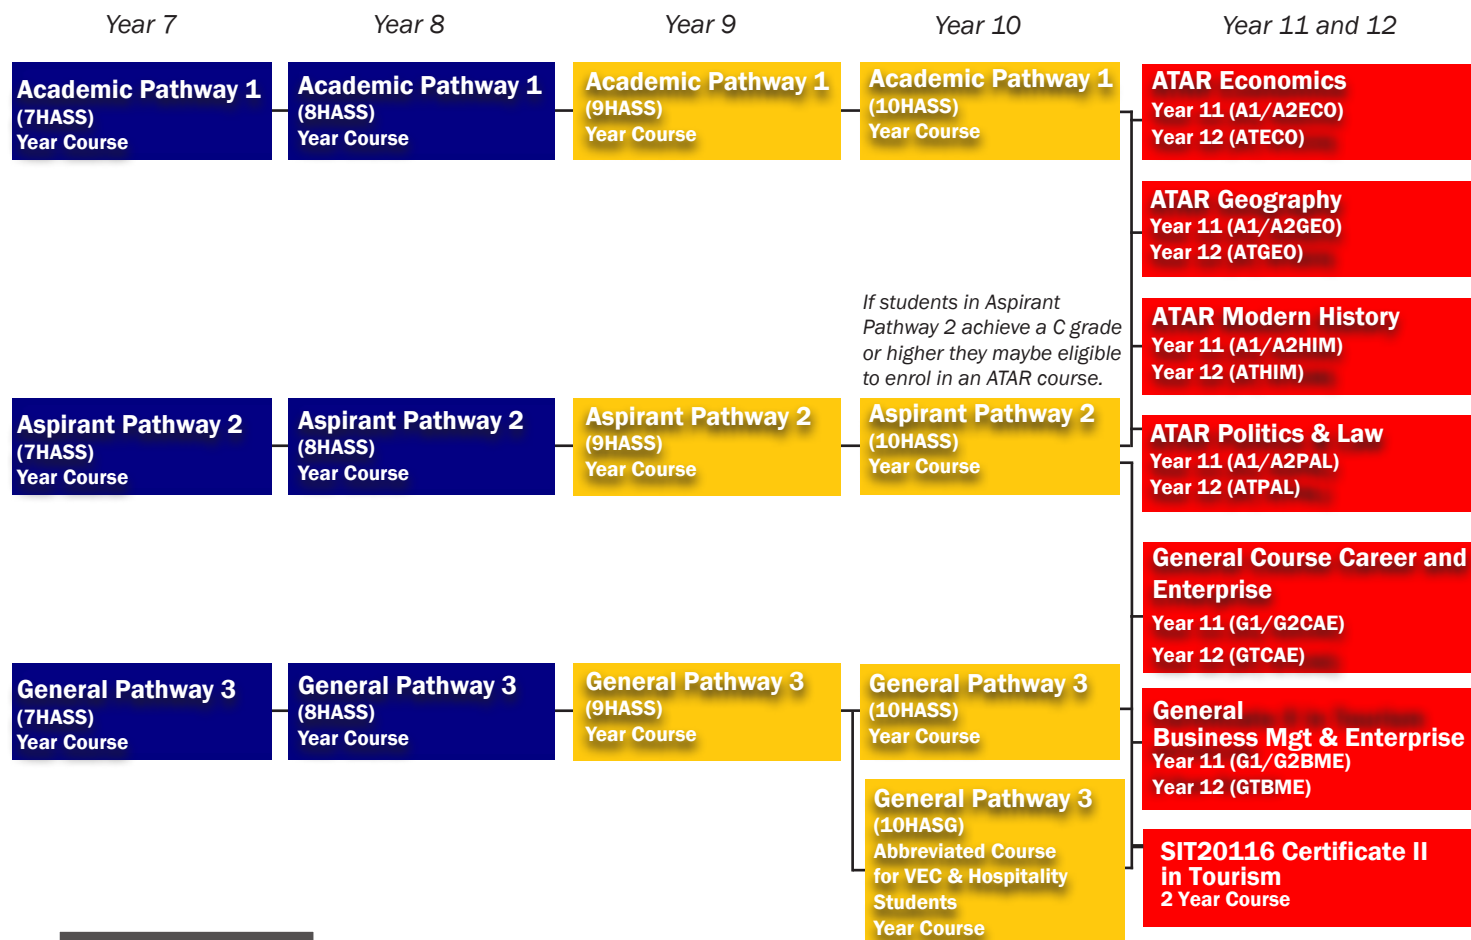 Year 7
Year 8
Year 9
Year 10
Year 11 and 12
Academic Pathway 1
(7HASS)
Year Course
Academic Pathway 1
(8HASS)
Year Course
Academic Pathway 1
(9HASS)
Year Course
Academic Pathway 1
(10HASS)
Year Course
ATAR Economics
Year 11 (A1/A2ECO)
Year 12 (ATECO)
ATAR Geography
Year 11 (A1/A2GEO)
Year 12 (ATGEO)
If students in Aspirant
Pathway 2 achieve a C grade
or higher they maybe eligible
to enrol in an ATAR course.
ATAR Modern History
Year 11 (A1/A2HIM)
Year 12 (ATHIM)
Aspirant Pathway 2
(7HASS)
Year Course
Aspirant Pathway 2
(8HASS)
Year Course
Aspirant Pathway 2
(9HASS)
Year Course
Aspirant Pathway 2
(10HASS)
Year Course
ATAR Politics & Law
Year 11 (A1/A2PAL)
Year 12 (ATPAL)
General Course Career and
Enterprise
Year 11 (G1/G2CAE)
Year 12 (GTCAE)
General Pathway 3
(7HASS)
Year Course
General Pathway 3
(8HASS)
Year Course
General Pathway 3
(9HASS)
Year Course
General Pathway 3
(10HASS)
Year Course
General
Business Mgt & Enterprise
Year 11 (G1/G2BME)
Year 12 (GTBME)
General Pathway 3
(10HASG)
Abbreviated Course
for VEC & Hospitality
Students
Year Course
SIT20116 Certificate II
in Tourism
2 Year Course